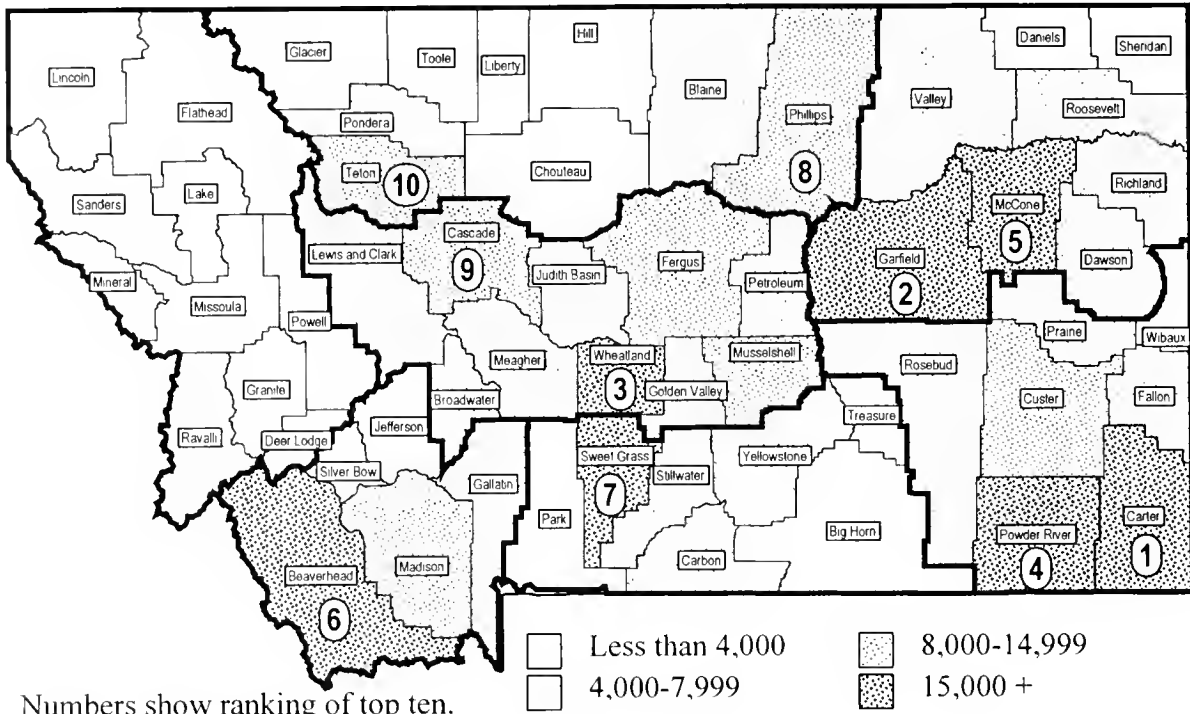 Lincoln
Flathead
Glacier
Toole
Liberty
Hill
Blaine
Phillips
8
Valley
Daniels
Sheridan
Roosevelt
Pondera
Teton
10
Chouteau
Sanders
Lake
Mineral
Missoula
Powell
Lewis and Clark
Cascade
9
Judith Basin
Fergus
Petroleum
Garfield
2
McCone
5
Richland
Dawson
Praine
Wibaux
Meagher
Wheatland
3
Golden Valley
Musselshell
Rosebud
Custer
Fallon
Granite
Ravalli
Deer Lodge
Silver Bow
Jefferson
Broadwater
Gallatin
Park
Sweet Grass
7
Stillwater
Yellowstone
Treasure
Big Horn
Carbon
Powder River
4
Carter
1
Beaverhead
6
Madison
Less than 4,000
4,000-7,999
8,000-14,999
15,000 +
Numbers show ranking of top ten.